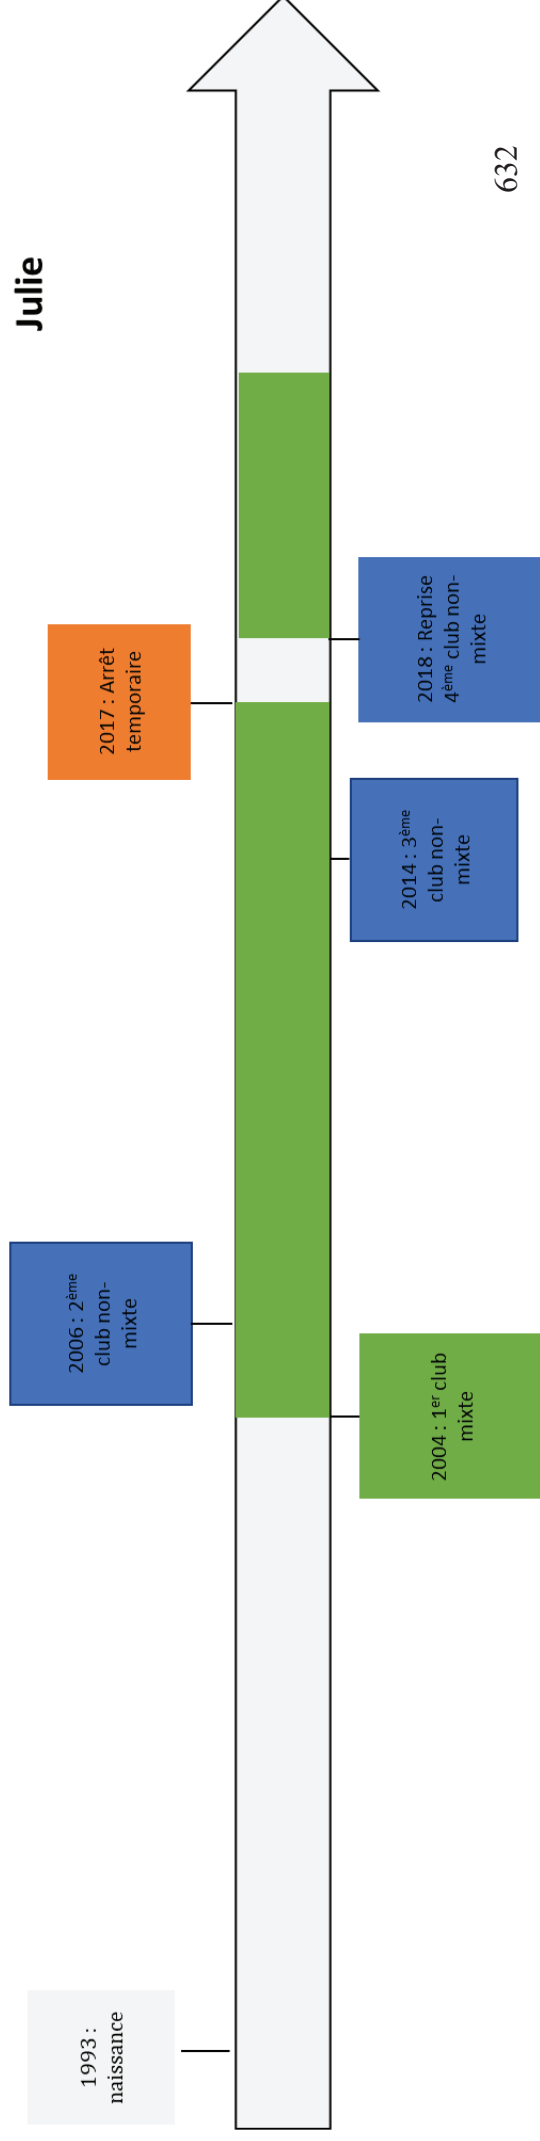 Julie
1993 :
naissance
2006 : 2ème
club non-
mixte
2017 : Arrêt
temporaire
2004 : 1er club
mixte
2014 : 3ème
club non-
mixte
2018 : Reprise
4ème club non-
mixte
632